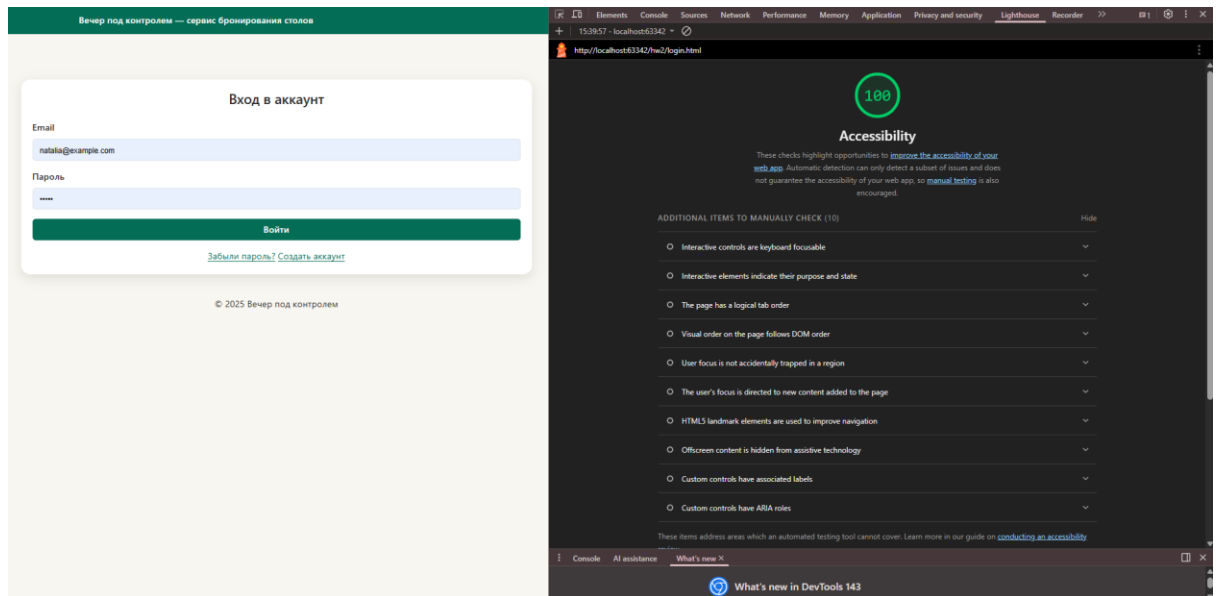 Вечер под контролем — сервис бронирования столов
Вход в аккаунт
Email
natalia@example.com
Пароль
•••••
Войти
Забыли пароль? Создать аккаунт
© 2025 Вечер под контролем
Elements Console Sources Network Performance Memory Application Privacy and security Lighthouse Recorder
1
15:39:57 - localhost:63342
http://localhost:63342/hw2/login.html
100
Accessibility
These checks highlight opportunities to improve the accessibility of your
web app. Automatic detection can only detect a subset of issues and does
not guarantee the accessibility of your web app, so manual testing is also
encouraged.
ADDITIONAL ITEMS TO MANUALLY CHECK (10) Hide
Interactive controls are keyboard focusable
Interactive elements indicate their purpose and state
The page has a logical tab order
Visual order on the page follows DOM order
User focus is not accidentally trapped in a region
The user's focus is directed to new content added to the page
HTML5 landmark elements are used to improve navigation
Offscreen content is hidden from assistive technology
Custom controls have associated labels
Custom controls have ARIA roles
These items address areas which an automated testing tool cannot cover. Learn more in our guide on conducting an accessibility
Console AI assistance What's new
What's new in DevTools 143